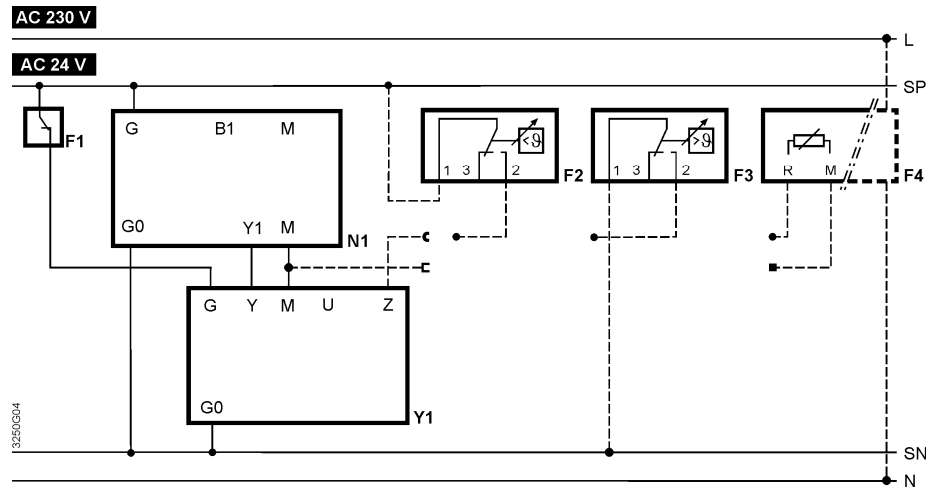 AC 230 V
L
AC 24 V
SP
F1
G B1 M
G0 Y1 M
N1
<ϑ
1 3 2
F2
>ϑ
1 3 2
F3
R M
F4
G Y M U Z
G0
Y1
3250G04
SN
N